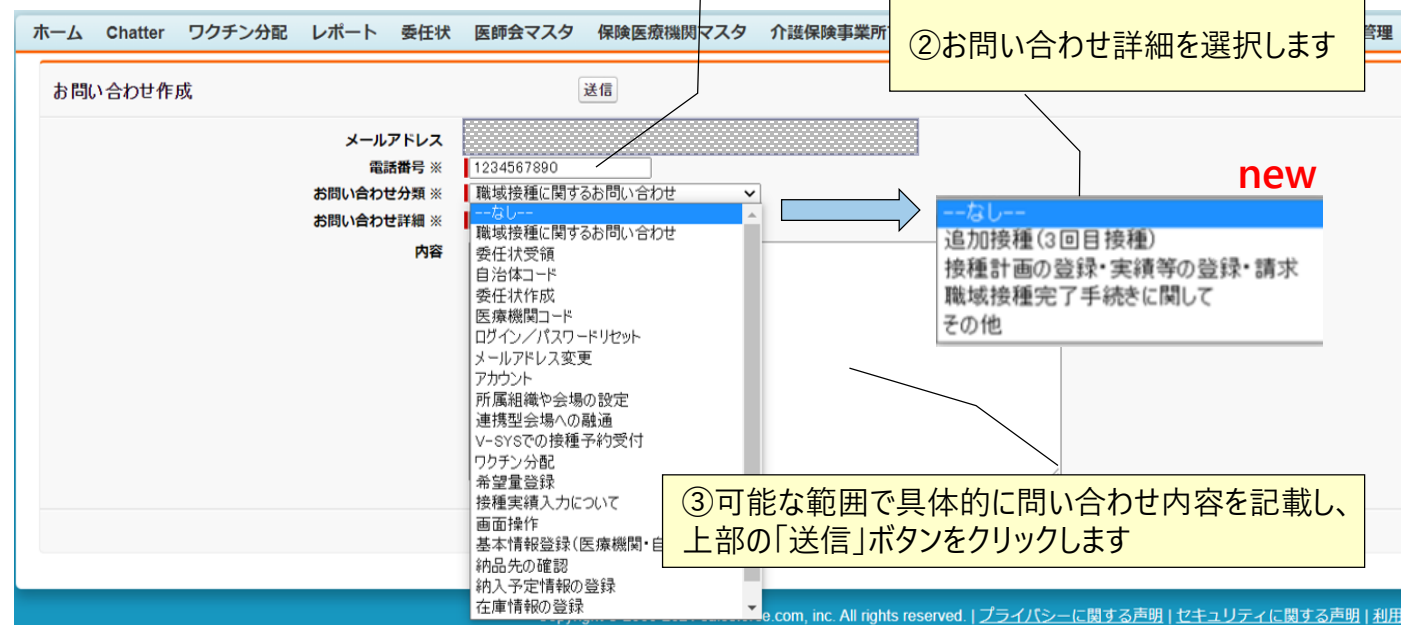 ホーム Chatter ワクチン分配 レポート 委任状 医師会マスタ 保険医療機関マスタ 介護保険事業所 管理
②お問い合わせ詳細を選択します
お問い合わせ作成 送信
メールアドレス
電話番号 ※ 1234567890
お問い合わせ分類 ※ 職域接種に関するお問い合わせ
お問い合わせ詳細 ※
内容
--なし--
職域接種に関するお問い合わせ
委任状受領
自治体コード
委任状作成
医療機関コード
ログイン／パスワードリセット
メールアドレス変更
アカウント
所属組織や会場の設定
連携型会場への融通
V-SYSでの接種予約受付
ワクチン分配
希望量登録
接種実績入力について
画面操作
基本情報登録(医療機関・自
納品先の確認
納入予定情報の登録
在庫情報の登録
new
--なし--
追加接種(3回目接種)
接種計画の登録・実績等の登録・請求
職域接種完了手続きに関して
その他
③可能な範囲で具体的に問い合わせ内容を記載し、
上部の「送信」ボタンをクリックします
.com, inc. All rights reserved. | プライバシーに関する声明 | セキュリティに関する声明 | 利用